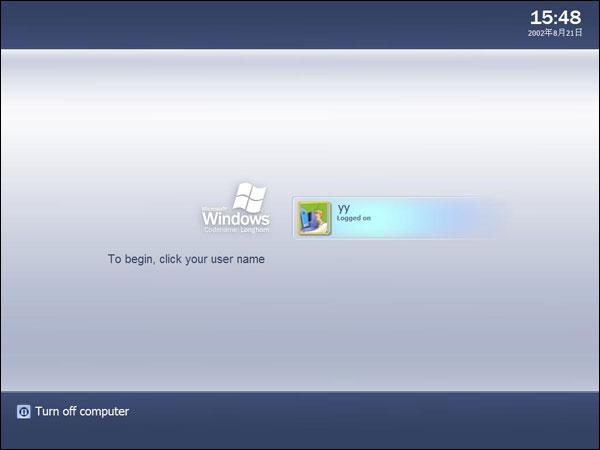 15:48
2002年8月21日
Microsoft
Windows
Codename: Longhorn
yy
Logged on
To begin, click your user name
Turn off computer